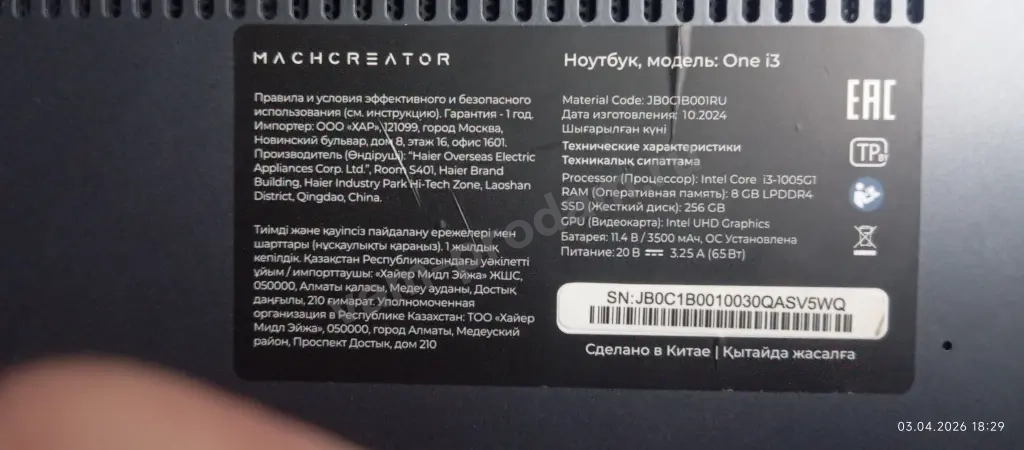 MACHCREATOR
Правила и условия эффективного и безопасного
использования (см. инструкцию). Гарантия - 1 год.
Импортер: ООО «ХАР», 121099, город Москва,
Новинский бульвар, дом 8, этаж 16, офис 1601.
Производитель (Өндіруші): "Haier Overseas Electric
Appliances Corp. Ltd.", Room S401, Haier Brand
Building, Haier Industry Park Hi-Tech Zone, Laoshan
District, Qingdao, China.
Тиімді және қауіпсіз пайдалану ережелері мен
шарттары (нұсқаулықты қараңыз). 1 жылдық
кепілдік. Қазақстан Республикасындағы уәкілетті
ұйым / импорттаушы: «Хайер Мидл Эйжа» ЖШС,
050000, Алматы қаласы, Медеу ауданы, Достық
даңғылы, 210 ғимарат. Уполномоченная
организация в Республике Казахстан: ТОО «Хайер
Мидл Эйжа», 050000, город Алматы, Медеуский
район, Проспект Достык, дом 210
Ноутбук, модель: One i3
Material Code: JB0C1B001RU
Дата изготовления: 10.2024
Шығарылған күні
Технические характеристики
Техникалық сипаттама
Processor (Процессор): Intel Core i3-1005G1
RAM (Оперативная память): 8 GB LPDDR4
SSD (Жесткий диск): 256 GB
GPU (Видеокарта): Intel UHD Graphics
Батарея: 11.4 В / 3500 мАч, ОС Установлена
Питание: 20 В 3.25 А (65 Вт)
EAC
TP BY
SN:JB0C1B0010030QASV5WQ
Сделано в Китае | Қытайда жасалға
03.04.2026 18:29